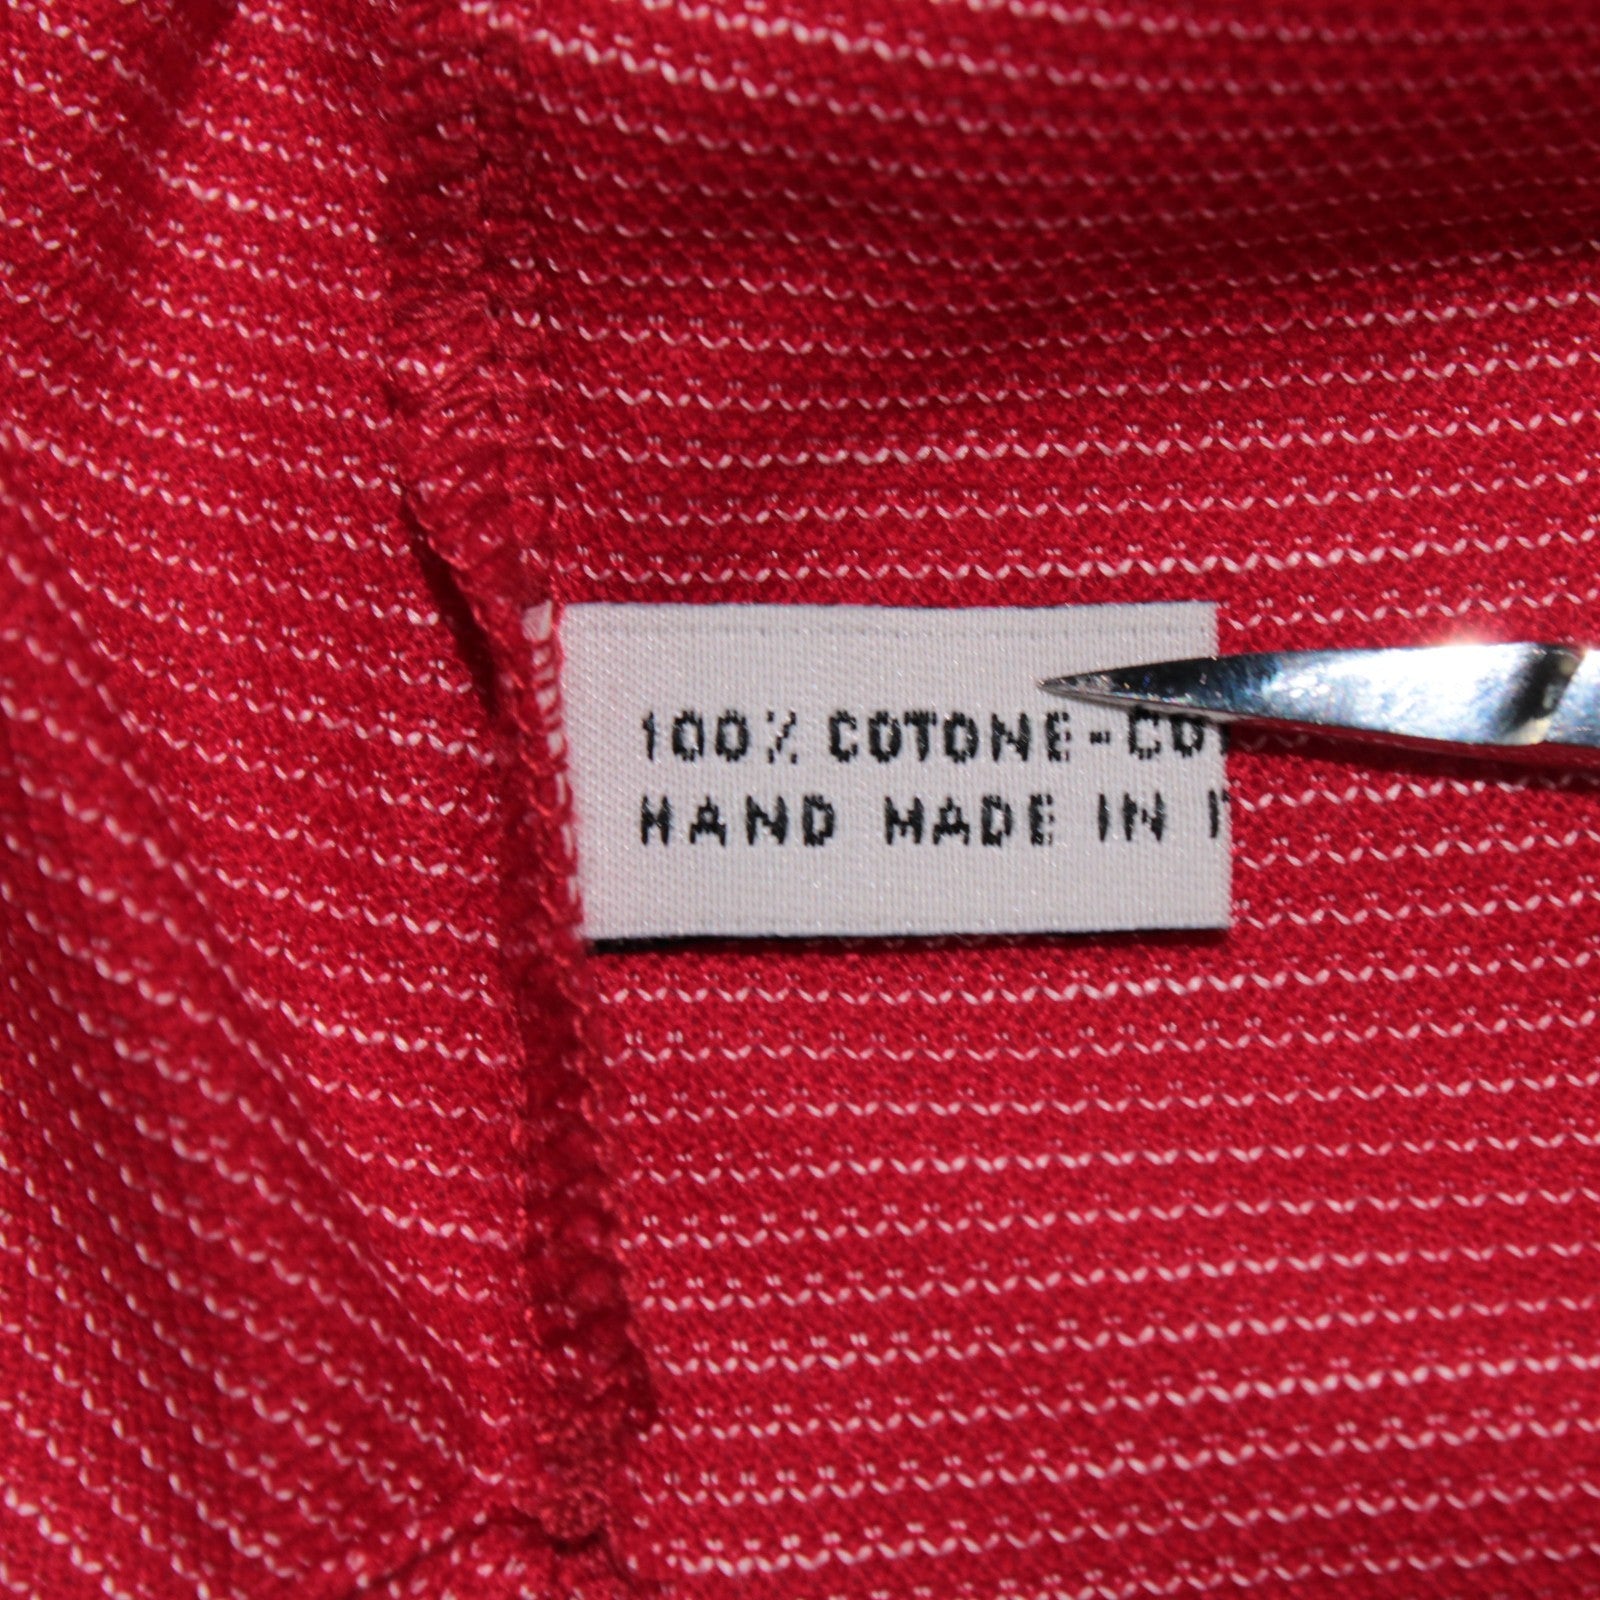 100% COTONE-CO
HAND MADE IN I